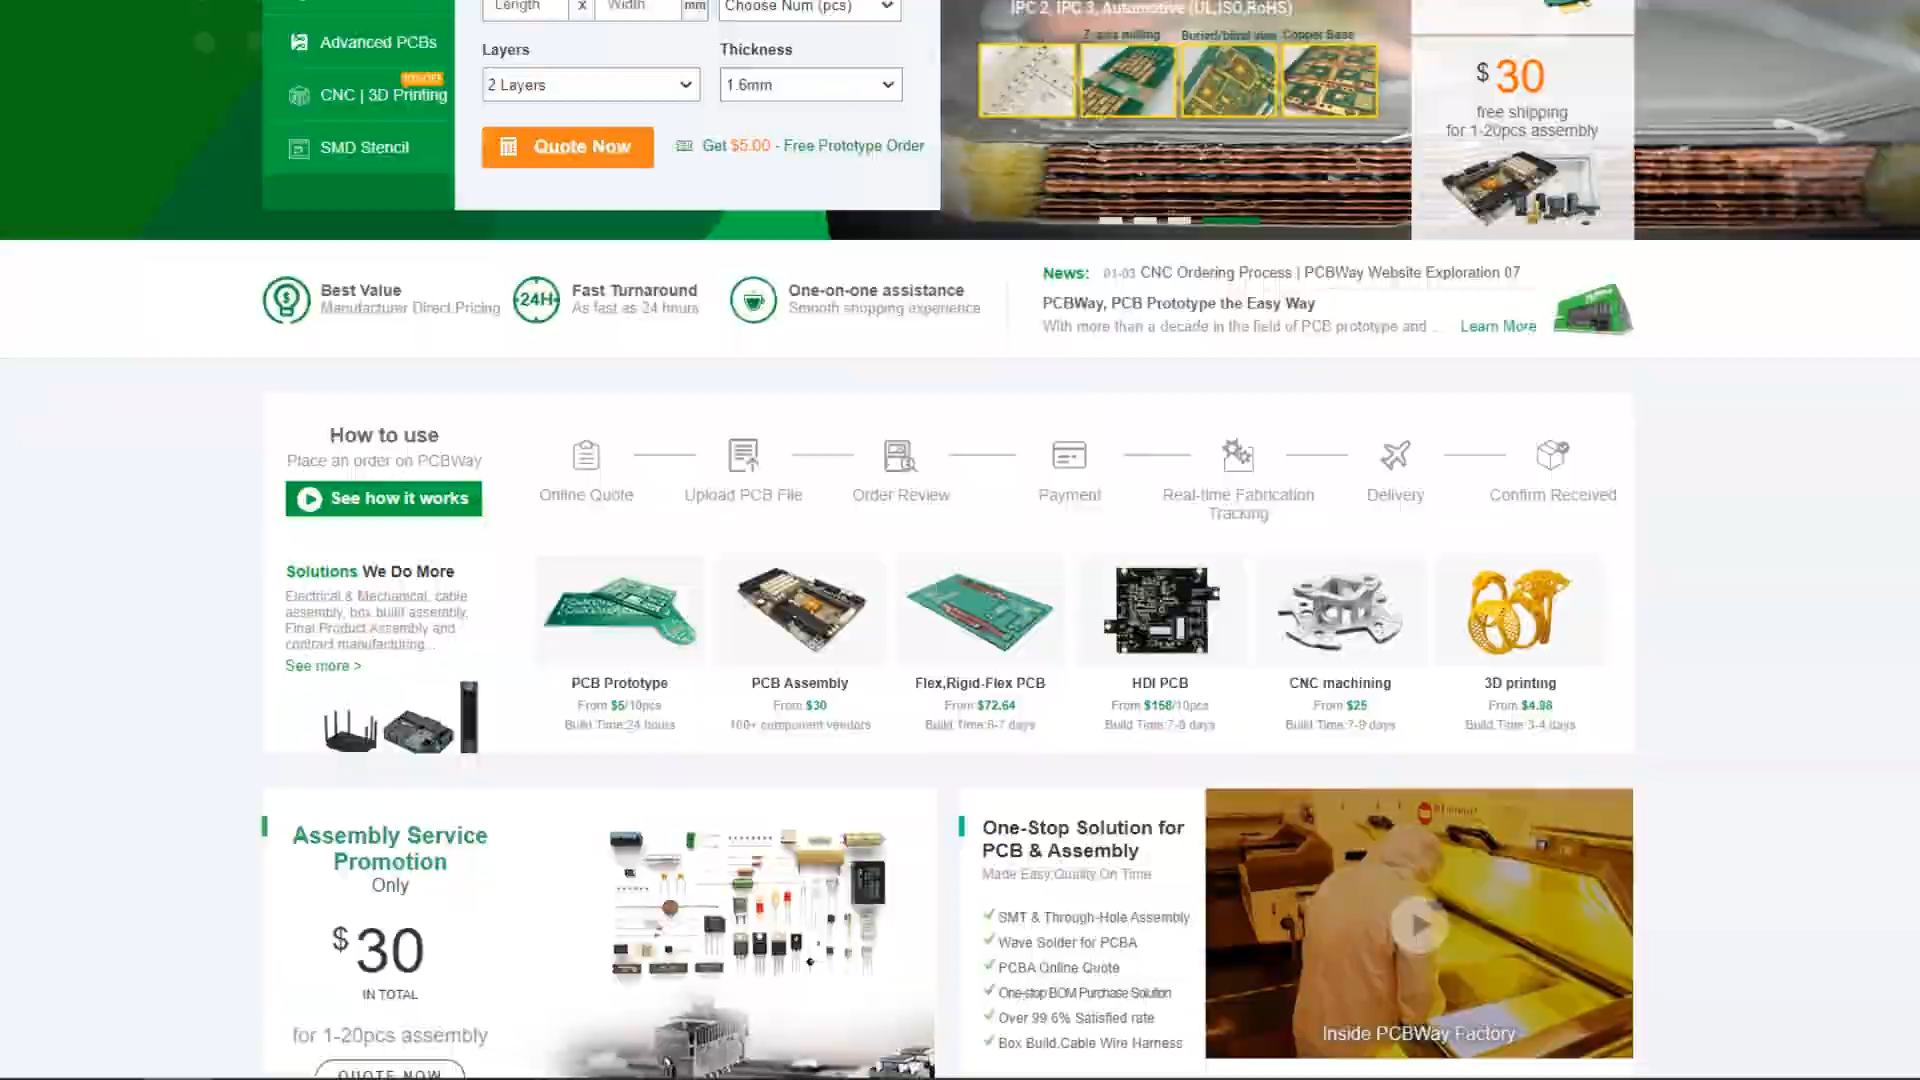 Length
x
Width
mm
Choose Num (pcs)
Advanced PCBs
CNC | 3D Printing
SMD Stencil
Layers
Thickness
2 Layers
1.6mm
Quote Now
Get $5.00 - Free Prototype Order
IPC 2, IPC 3, Automotive (UL,ISO,RoHS)
Z-axis milling
Buried/blind vias
Copper Base
$30
free shipping
for 1-20pcs assembly
Best Value
Manufacturer Direct Pricing
24H
Fast Turnaround
As fast as 24 hours
One-on-one assistance
Smooth shopping experience
News: 01-03 CNC Ordering Process | PCBWay Website Exploration 07
PCBWay, PCB Prototype the Easy Way
With more than a decade in the field of PCB prototype and ... Learn More
How to use
Place an order on PCBWay
See how it works
Online Quote
Upload PCB File
Order Review
Payment
Real-time Fabrication
Tracking
Delivery
Confirm Received
Solutions We Do More
Electrical & Mechanical, cable
assembly, box build assembly,
Final Product Assembly and
contract manufacturing...
See more >
PCB Prototype
From $5/10pcs
Build Time:24 hours
PCB Assembly
From $30
100+ component vendors
Flex,Rigid-Flex PCB
From $72.64
Build Time:6-7 days
HDI PCB
From $158/10pcs
Build Time:7-8 days
CNC machining
From $25
Build Time:7-9 days
3D printing
From $4.98
Build Time:3-4 days
Assembly Service
Promotion
Only
$30
IN TOTAL
for 1-20pcs assembly
QUOTE NOW
One-Stop Solution for
PCB & Assembly
Made Easy,Quality On Time
SMT & Through-Hole Assembly
Wave Solder for PCBA
PCBA Online Quote
One-stop BOM Purchase Solution
Over 99.6% Satisfied rate
Box Build,Cable Wire Harness
Inside PCBWay Factory